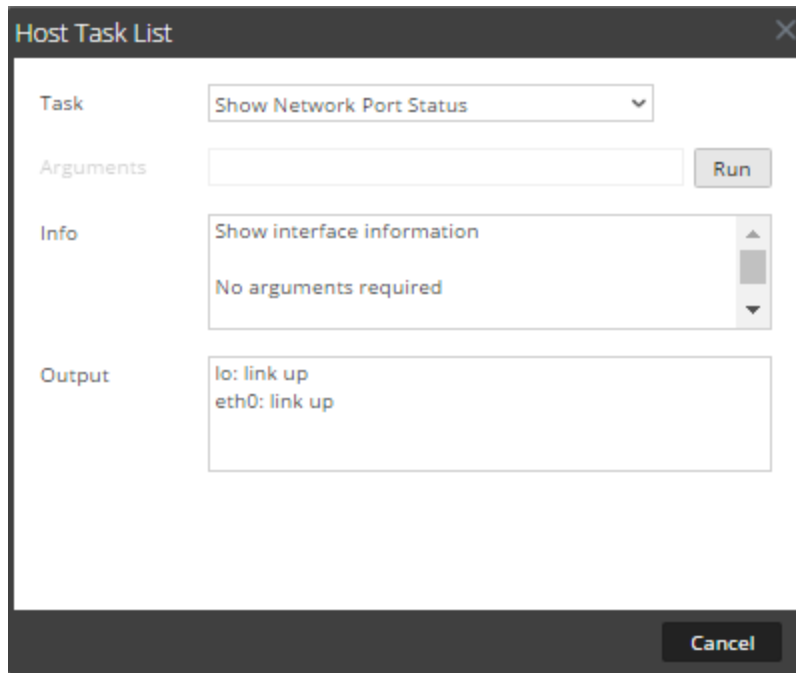 Host Task List
Task
Show Network Port Status
Arguments
Run
Info
Show interface information
No arguments required
Output
lo: link up
eth0: link up
Cancel